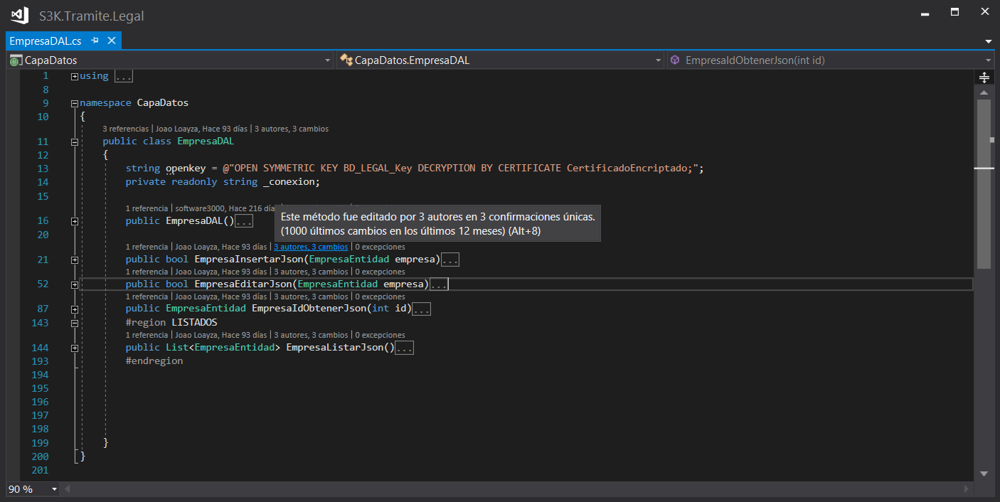 S3K.Tramite.Legal
EmpresaDAL.cs
CapaDatos CapaDatos.EmpresaDAL EmpresaIdObtenerJson(int id)
1 using ...
8
9 namespace CapaDatos
10 {
3 referencias | Joao Loayza, Hace 93 días | 3 autores, 3 cambios
11 public class EmpresaDAL
12 {
13 string openkey = @"OPEN SYMMETRIC KEY BD_LEGAL_Key DECRYPTION BY CERTIFICATE CertificadoEncriptado;";
14 private readonly string _conexion;
15
1 referencia | software3000, Hace 216 día
Este método fue editado por 3 autores en 3 confirmaciones únicas.
(1000 últimos cambios en los últimos 12 meses) (Alt+8)
16 public EmpresaDAL()...
20
1 referencia | Joao Loayza, Hace 93 días | 3 autores, 3 cambios | 0 excepciones
21 public bool EmpresaInsertarJson(EmpresaEntidad empresa)...
1 referencia | Joao Loayza, Hace 93 días | 3 autores, 3 cambios | 0 excepciones
52 public bool EmpresaEditarJson(EmpresaEntidad empresa)...
1 referencia | Joao Loayza, Hace 93 días | 3 autores, 3 cambios | 0 excepciones
87 public EmpresaEntidad EmpresaIdObtenerJson(int id)...
143 #region LISTADOS
1 referencia | Joao Loayza, Hace 93 días | 3 autores, 3 cambios | 0 excepciones
144 public List<EmpresaEntidad> EmpresaListarJson()...
193 #endregion
194
195
196
197
198
199 }
200 }
201
90 %